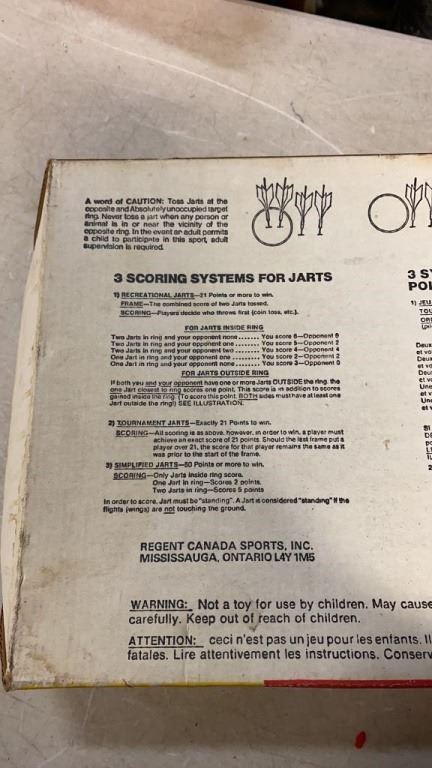 A word of CAUTION: Toss Jarts at the
opposite and Absolutely unoccupied target
ring. Never toss a jart when any person or
animal is in or near the vicinity of the
opposite ring. In the event an adult permits
a child to participate in this sport, adult
supervision is required.
3 SCORING SYSTEMS FOR JARTS
1) RECREATIONAL JARTS—21 Points or more to win.
FRAME—The combined score of two Jarts tossed.
SCORING—Players decide who throws first (coin toss, etc.).
FOR JARTS INSIDE RING
Two Jarts in ring and your opponent none ........ You score 6—Opponent 0
Two Jarts in ring and your opponent one ........ You score 5—Opponent 2
Two Jarts in ring and your opponent two ........ You score 4—Opponent 4
One Jart in ring and your opponent one ........ You score 2—Opponent 2
One Jart in ring and your opponent none ........ You score 3—Opponent 0
FOR JARTS OUTSIDE RING
If both you and your opponent have one or more Jarts OUTSIDE the ring, the
one Jart closest to ring scores one point. This score is in addition to scores
gained inside the ring. (To score this point, BOTH sides must have at least one
Jart outside the ring!) SEE ILLUSTRATION.
2) TOURNAMENT JARTS—Exactly 21 Points to win.
SCORING—All scoring is as above, however, in order to win, a player must
achieve an exact score of 21 points. Should the last frame put a
player over 21, the score for that player remains the same as it
was prior to the start of the frame.
3) SIMPLIFIED JARTS—50 Points or more to win.
SCORING—Only Jarts inside ring score.
One Jart in ring—Scores 2 points.
Two Jarts in ring—Scores 5 points
In order to score, Jart must be "standing". A Jart is considered "standing" if the
flights (wings) are not touching the ground.
REGENT CANADA SPORTS, INC.
MISSISSAUGA, ONTARIO L4Y 1M5
WARNING: Not a toy for use by children. May cause
carefully. Keep out of reach of children.
ATTENTION: ceci n'est pas un jeu pour les enfants. Il
fatales. Lire attentivement les instructions. Conserv
3 SY
1) JEU
Deux
et vo
Deux
et vo
Une